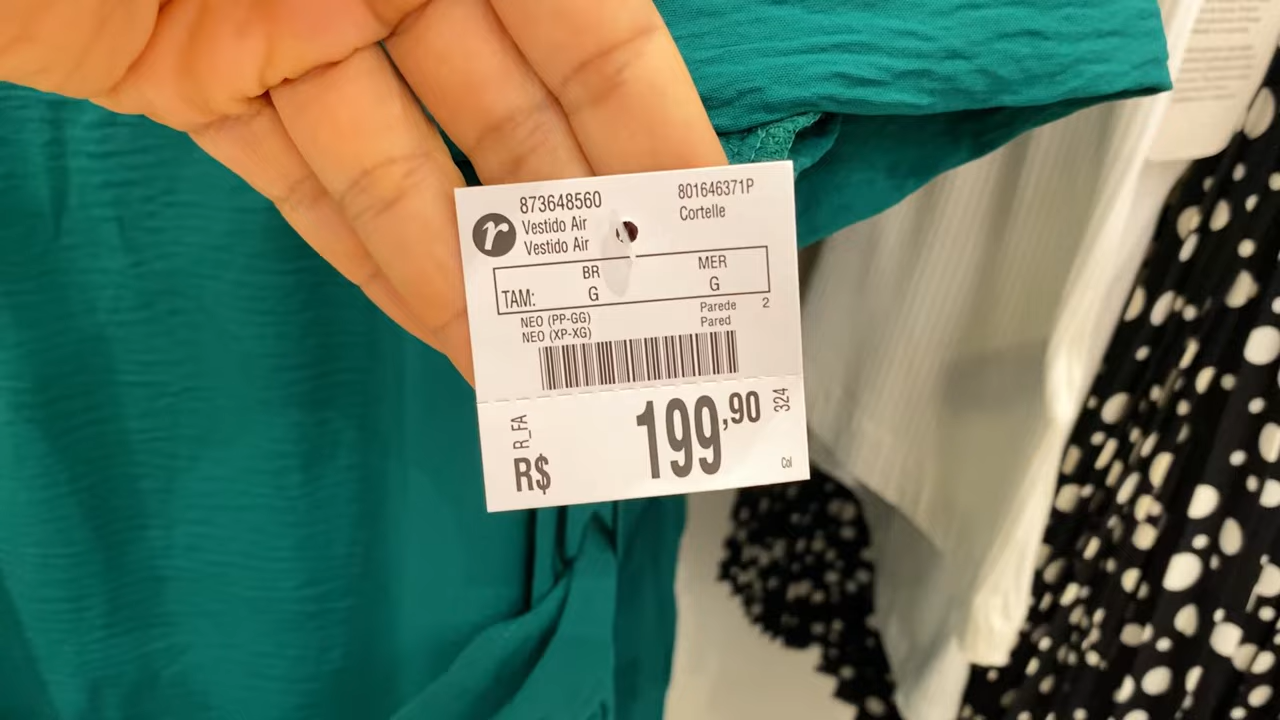 873648560 801646371P
r Vestido Air Cortelle
Vestido Air
BR MER
TAM: G G
NEO (PP-GG) Parede 2
NEO (XP-XG) Pared
R_FA
R$ 199,90
324
Col